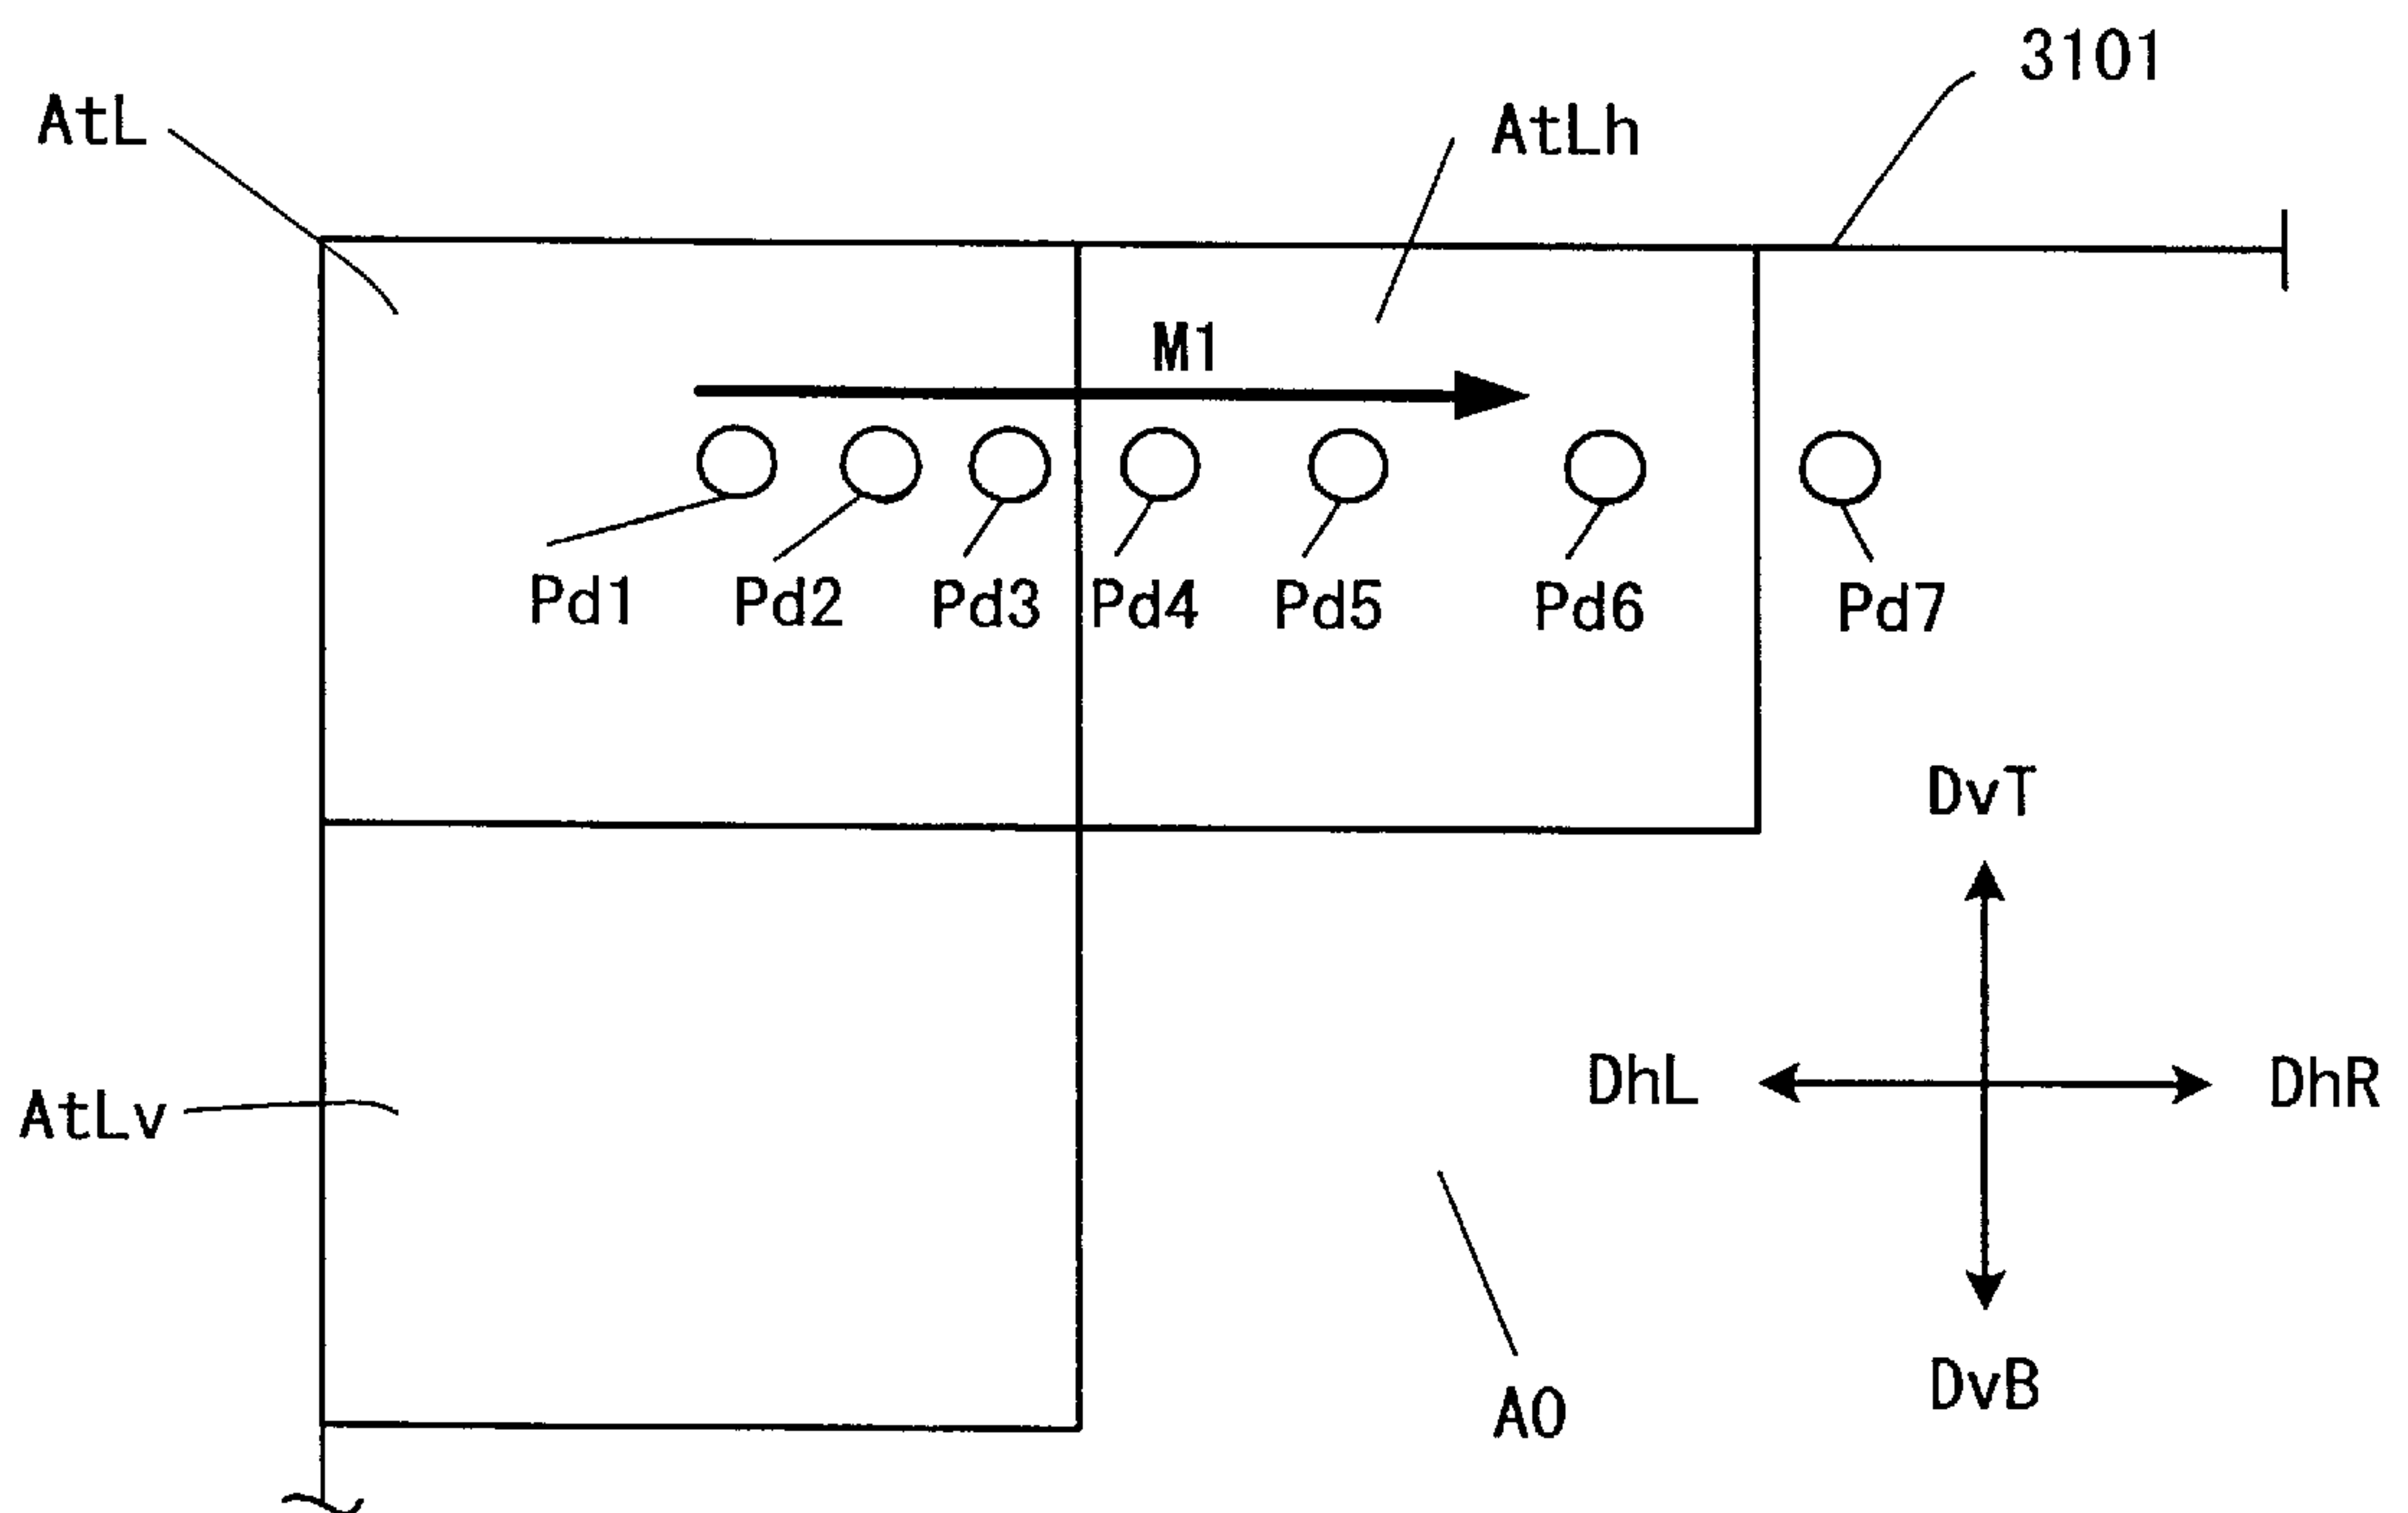 3101
AtL
AtLh
M1
Pd1 Pd2 Pd3 Pd4 Pd5 Pd6 Pd7
DvT
DhL DhR
AtLv
DvB
A0